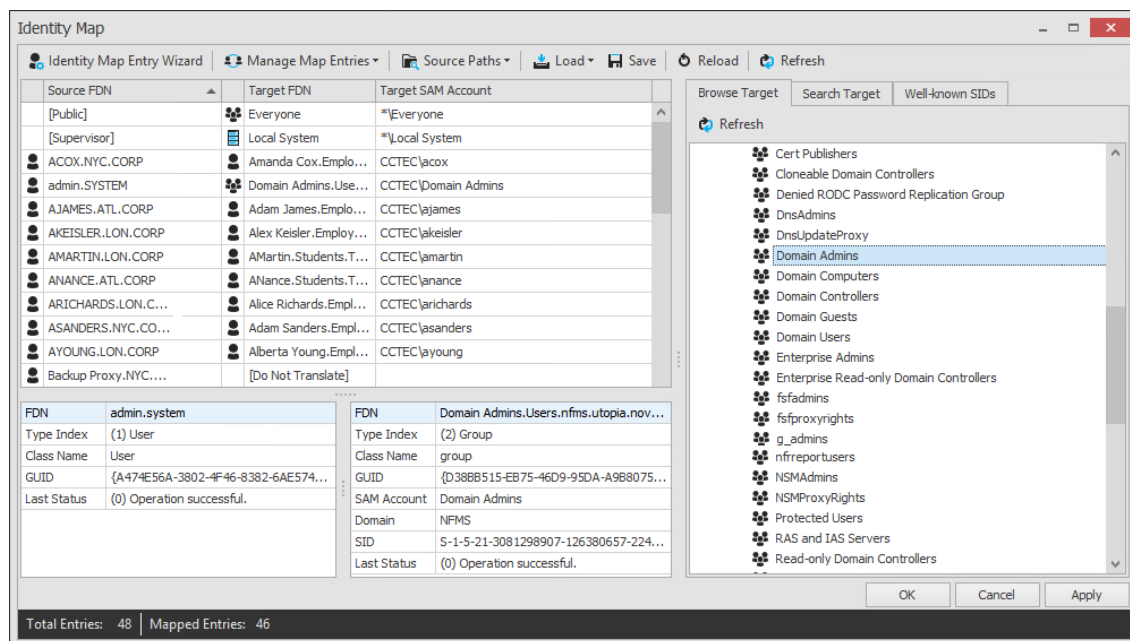 Identity Map
Identity Map Entry Wizard Manage Map Entries Source Paths Load Save Reload Refresh
Source FDN Target FDN Target SAM Account
[Public] Everyone *\Everyone
[Supervisor] Local System *\Local System
ACOX.NYC.CORP Amanda Cox.Emplo... CCTEC\acox
admin.SYSTEM Domain Admins.Use... CCTEC\Domain Admins
AJAMES.ATL.CORP Adam James.Emplo... CCTEC\ajames
AKEISLER.LON.CORP Alex Keisler.Employ... CCTEC\akeisler
AMARTIN.LON.CORP AMartin.Students.T... CCTEC\amartin
ANANCE.ATL.CORP ANance.Students.T... CCTEC\anance
ARICHARDS.LON.C... Alice Richards.Empl... CCTEC\arichards
ASANDERS.NYC.CO... Adam Sanders.Empl... CCTEC\asanders
AYOUNG.LON.CORP Alberta Young.Empl... CCTEC\ayoung
Backup Proxy.NYC.... [Do Not Translate]
FDN admin.system
Type Index (1) User
Class Name User
GUID {A474E56A-3802-4F46-8382-6AE574...
Last Status (0) Operation successful.
FDN Domain Admins.Users.nfms.utopia.nov...
Type Index (2) Group
Class Name group
GUID {D38BB515-EB75-46D9-95DA-A9B8075...
SAM Account Domain Admins
Domain NFMS
SID S-1-5-21-3081298907-126380657-224...
Last Status (0) Operation successful.
Browse Target Search Target Well-known SIDs
Refresh
Cert Publishers
Cloneable Domain Controllers
Denied RODC Password Replication Group
DnsAdmins
DnsUpdateProxy
Domain Admins
Domain Computers
Domain Controllers
Domain Guests
Domain Users
Enterprise Admins
Enterprise Read-only Domain Controllers
fsfadmins
fsfproxyrights
g_admins
nfrreportusers
NSMAdmins
NSMProxyRights
Protected Users
RAS and IAS Servers
Read-only Domain Controllers
OK Cancel Apply
Total Entries: 48 Mapped Entries: 46